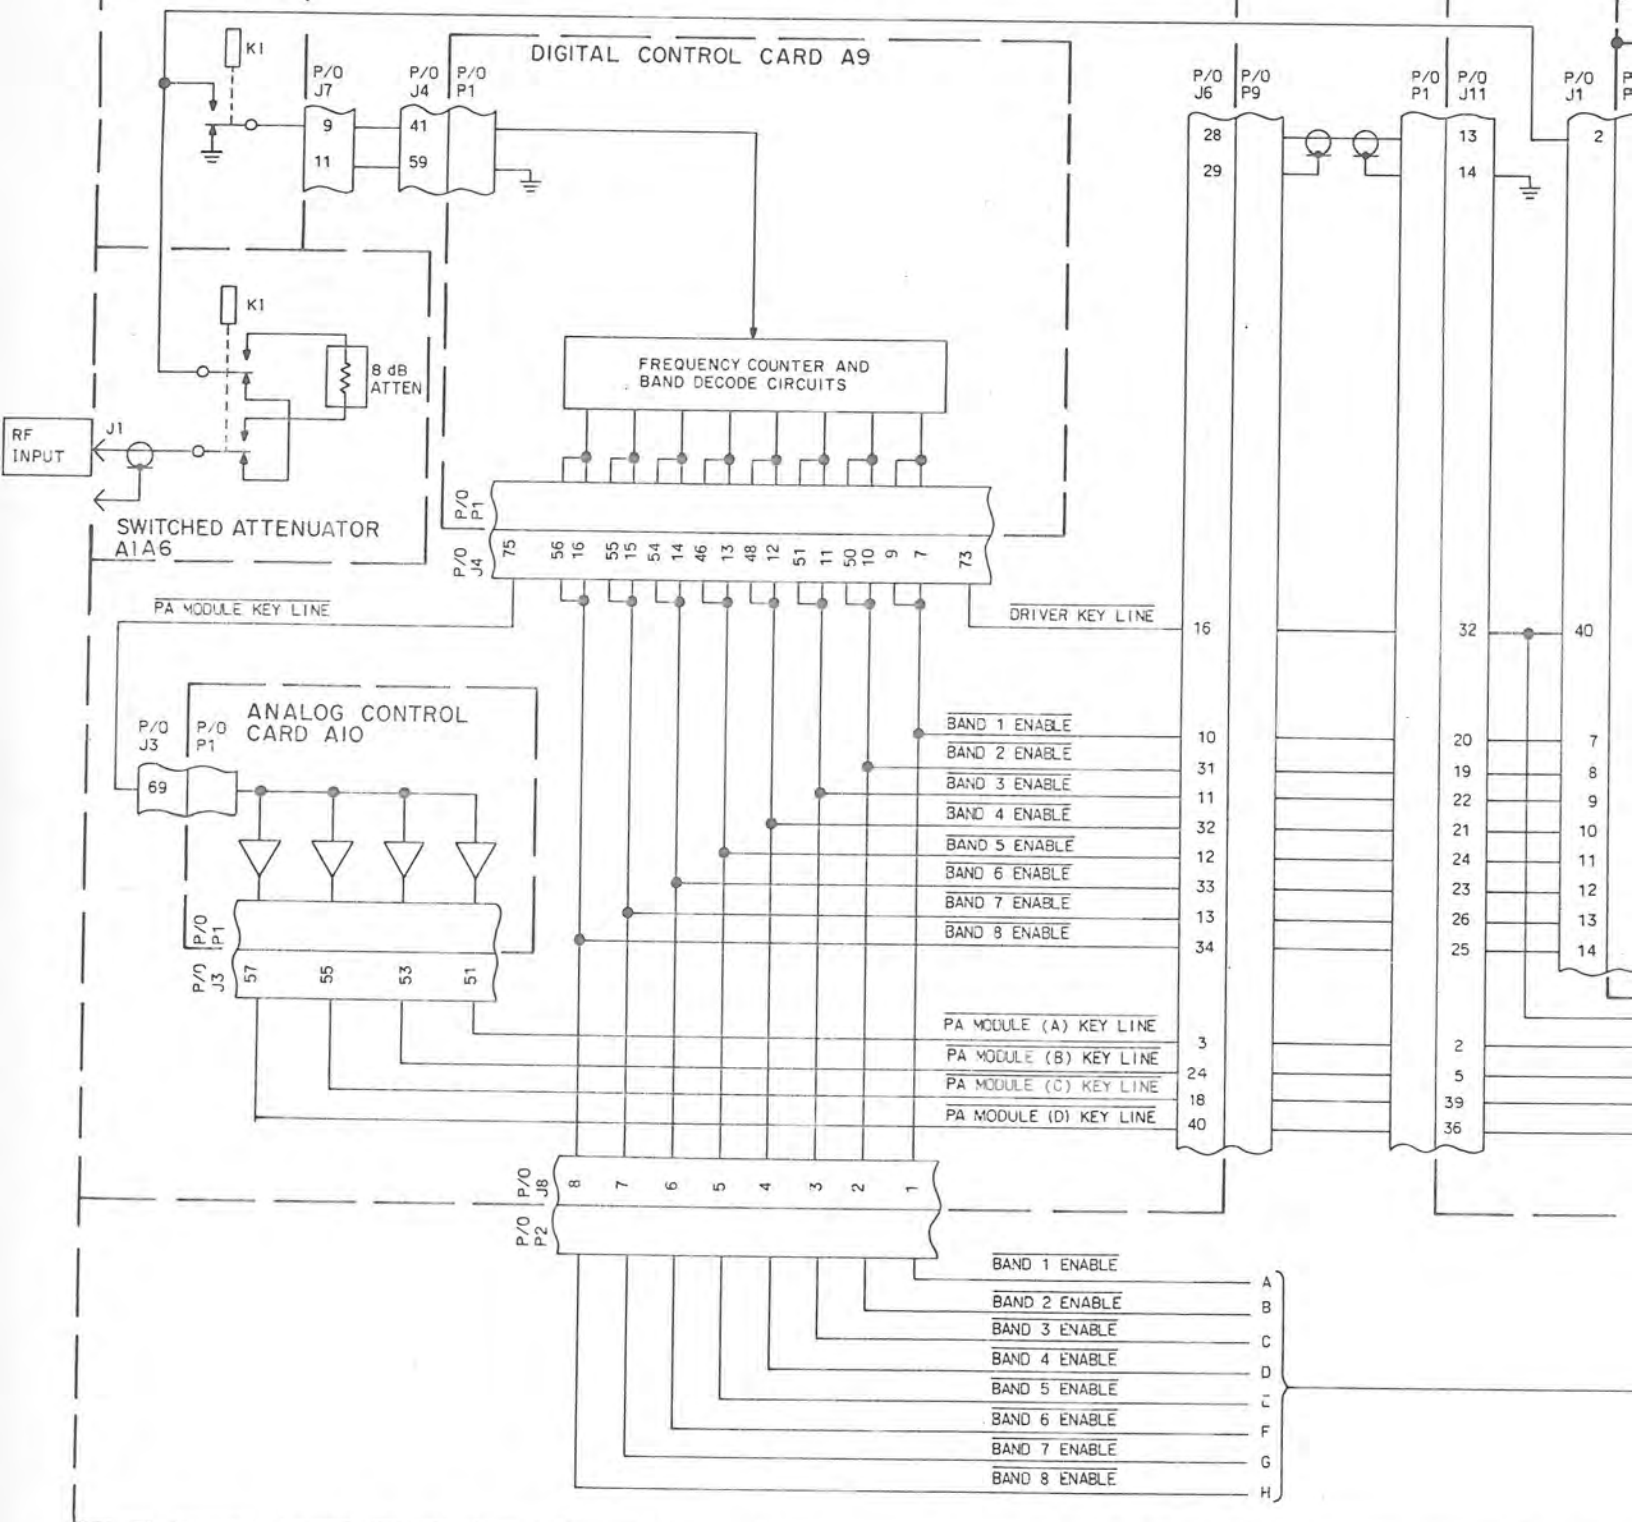 DIGITAL CONTROL CARD A9
K1
P/O J7
P/O J4
P/O P1
9
41
11
59
P/O J6
P/O P9
P/O P1
P/O J11
P/O J1
28
13
2
29
14
K1
8 dB
ATTEN
FREQUENCY COUNTER AND
BAND DECODE CIRCUITS
RF
INPUT
J1
SWITCHED ATTENUATOR
A1A6
P/O P1
P/O J4
75
56
16
55
15
54
14
46
13
48
12
51
11
50
10
9
7
73
PA MODULE KEY LINE
DRIVER KEY LINE
16
32
40
ANALOG CONTROL
CARD A10
P/O J3
P/O P1
69
BAND 1 ENABLE
10
20
7
BAND 2 ENABLE
31
19
8
BAND 3 ENABLE
11
22
9
BAND 4 ENABLE
32
21
10
BAND 5 ENABLE
12
24
11
BAND 6 ENABLE
33
23
12
BAND 7 ENABLE
13
26
13
BAND 8 ENABLE
34
25
14
P/O P1
P/O J3
57
55
53
51
PA MODULE (A) KEY LINE
3
2
PA MODULE (B) KEY LINE
24
5
PA MODULE (C) KEY LINE
18
39
PA MODULE (D) KEY LINE
40
36
P/O J8
8
7
6
5
4
3
2
1
P/O P2
BAND 1 ENABLE
A
BAND 2 ENABLE
B
BAND 3 ENABLE
C
BAND 4 ENABLE
D
BAND 5 ENABLE
BAND 6 ENABLE
F
BAND 7 ENABLE
G
BAND 8 ENABLE
H